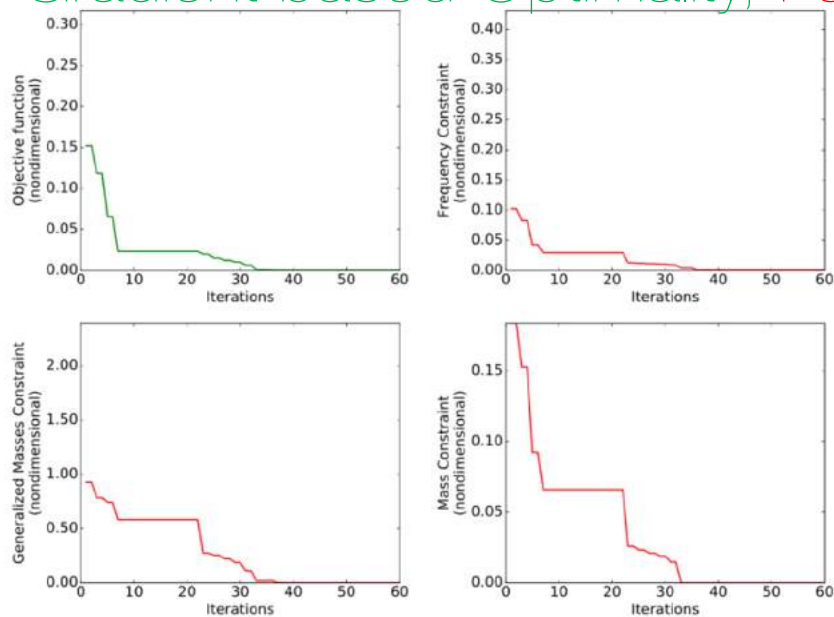 Gradient based Optimality,
0.30
0.25
0.20
0.15
0.10
0.05
0.00
0 10 20 30 40 50 60
Iterations
Objective function
(nondimensional)
0.40
0.35
0.30
0.25
0.20
0.15
0.10
0.05
0.00
0 10 20 30 40 50 60
Iterations
Frequency Constraint
(nondimensional)
2.00
1.50
1.00
0.50
0.00
0 10 20 30 40 50 60
Iterations
Generalized Masses Constraint
(nondimensional)
0.15
0.10
0.05
0.00
0 10 20 30 40 50 60
Iterations
Mass Constraint
(nondimensional)